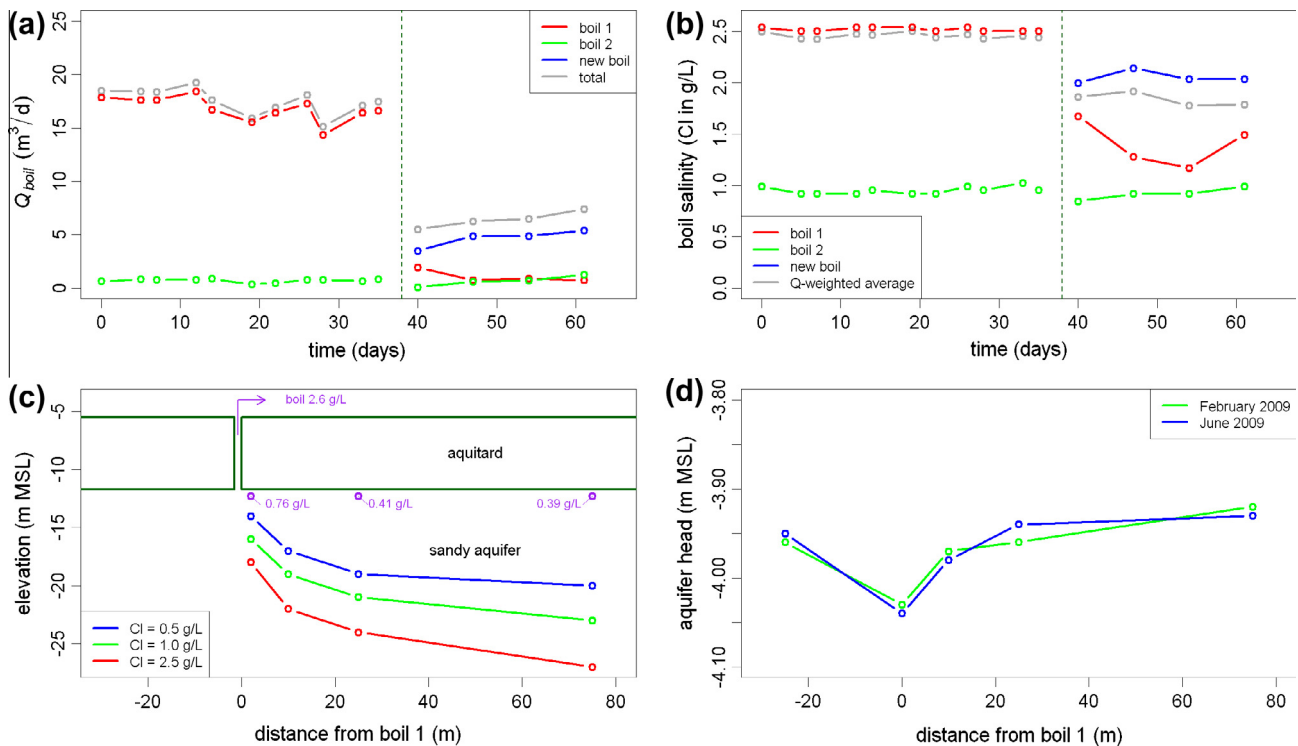 (a)
Q boil (m³/ d)
0 5 10 15 20 25
boil 1
boil 2
new boil
total
0 10 20 30 40 50 60
time (days)
(b)
boil salinity (Cl in g/L)
0.0 0.5 1.0 1.5 2.0 2.5
boil 1
boil 2
new boil
Q-weighted average
0 10 20 30 40 50 60
time (days)
(c)
elevation (m MSL)
-25 -20 -15 -10 -5
boil 2.6 g/L
aquitard
0.76 g/L 0.41 g/L 0.39 g/L
sandy aquifer
Cl = 0.5 g/L
Cl = 1.0 g/L
Cl = 2.5 g/L
-20 0 20 40 60 80
distance from boil 1 (m)
(d)
aquifer head (m MSL)
-4.10 -4.00 -3.90 -3.80
February 2009
June 2009
-20 0 20 40 60 80
distance from boil 1 (m)